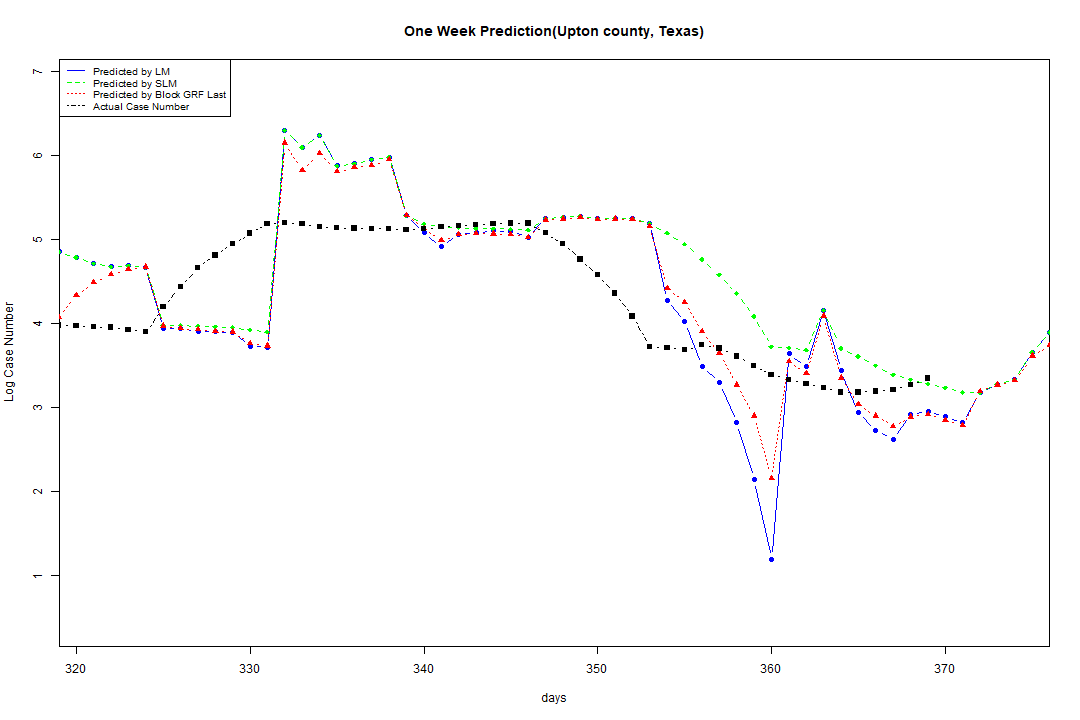 One Week Prediction(Upton county, Texas)
Predicted by LM
Predicted by SLM
Predicted by Block GRF Last
Actual Case Number
7
6
5
4
3
2
1
Log Case Number
320 330 340 350 360 370
days